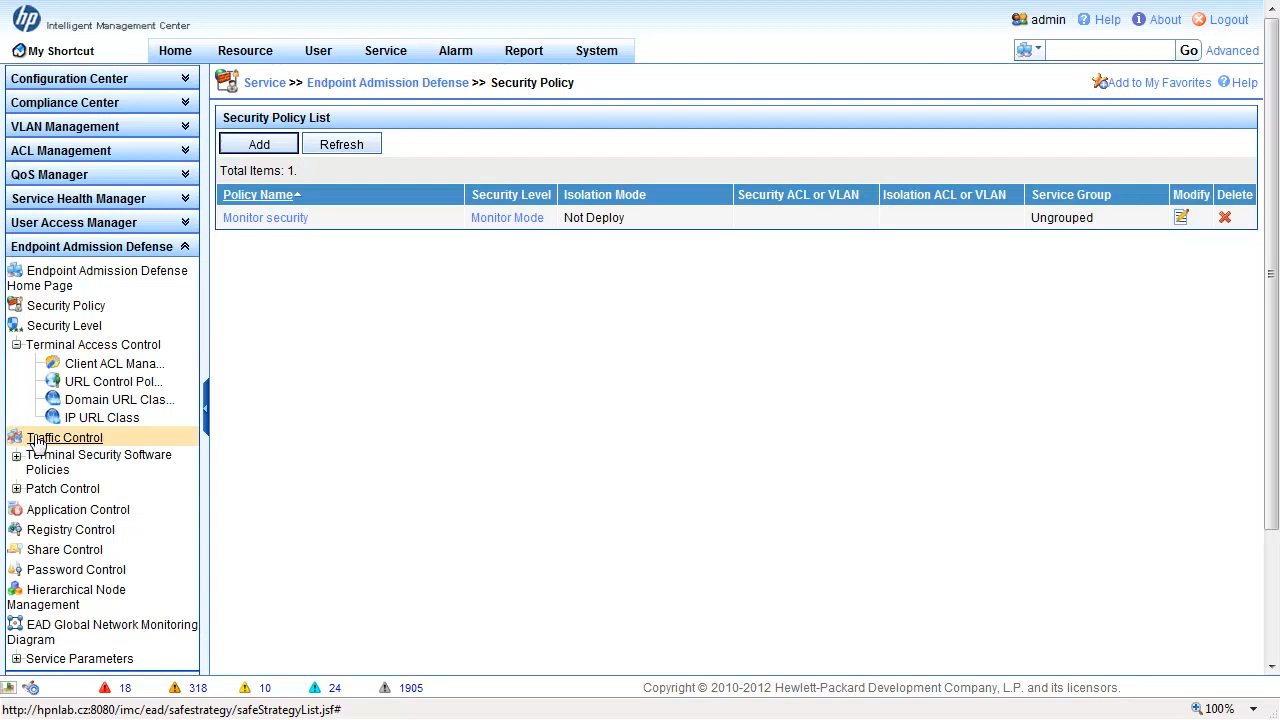 hp Intelligent Management Center
admin Help About Logout
My Shortcut Home Resource User Service Alarm Report System Go Advanced
Configuration Center
Compliance Center
VLAN Management
ACL Management
QoS Manager
Service Health Manager
User Access Manager
Endpoint Admission Defense
Endpoint Admission Defense
Home Page
Security Policy
Security Level
Terminal Access Control
Client ACL Mana...
URL Control Pol...
Domain URL Clas...
IP URL Class
Traffic Control
Terminal Security Software
Policies
Patch Control
Application Control
Registry Control
Share Control
Password Control
Hierarchical Node
Management
EAD Global Network Monitoring
Diagram
Service Parameters
Service >> Endpoint Admission Defense >> Security Policy Add to My Favorites Help
Security Policy List
Add Refresh
Total Items: 1.
Policy Name Security Level Isolation Mode Security ACL or VLAN Isolation ACL or VLAN Service Group Modify Delete
Monitor security Monitor Mode Not Deploy Ungrouped
18 318 10 24 1905 Copyright © 2010-2012 Hewlett-Packard Development Company, L.P. and its licensors.
http://hpnlab.cz:8080/imc/ead/safestrategy/safeStrategyList.jsf# 100%